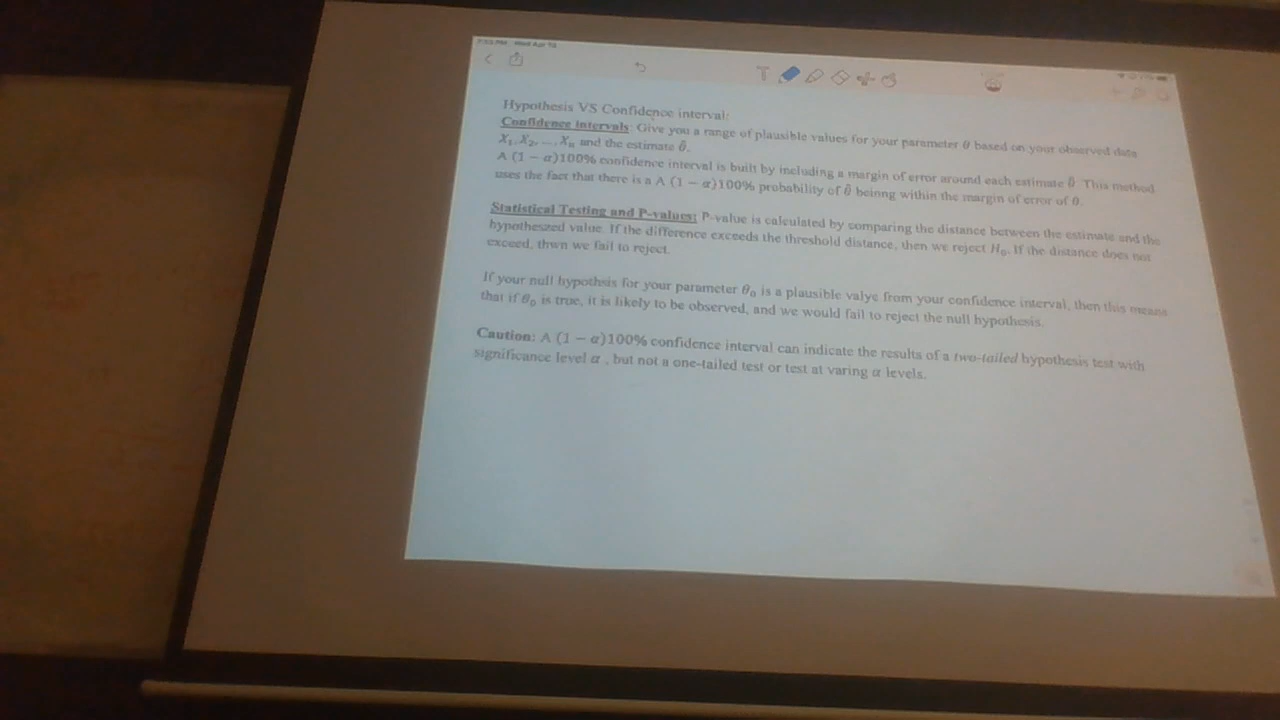 7:53 PM Wed Apr
Hypothesis VS Confidence interval:
Confidence intervals: Give you a range of plausible values for your parameter θ based on your observed data
X₁, X₂, ..., Xₙ and the estimate θ̂.
A (1 − α)100% confidence interval is built by including a margin of error around each estimate θ̂. This method
uses the fact that there is a A (1 − α)100% probability of θ̂ beinng within the margin of error of θ.
Statistical Testing and P-values: P-value is calculated by comparing the distance between the estimate and the
hypothesized value. If the difference exceeds the threshold distance, then we reject H₀. If the distance does not
exceed, thwn we fail to reject.
If your null hypothsis for your parameter θ₀ is a plausible valye from your confidence interval, then this means
that if θ₀ is true, it is likely to be observed, and we would fail to reject the null hypothesis.
Caution: A (1 − α)100% confidence interval can indicate the results of a two-tailed hypothesis test with
significance level α , but not a one-tailed test or test at varing α levels.